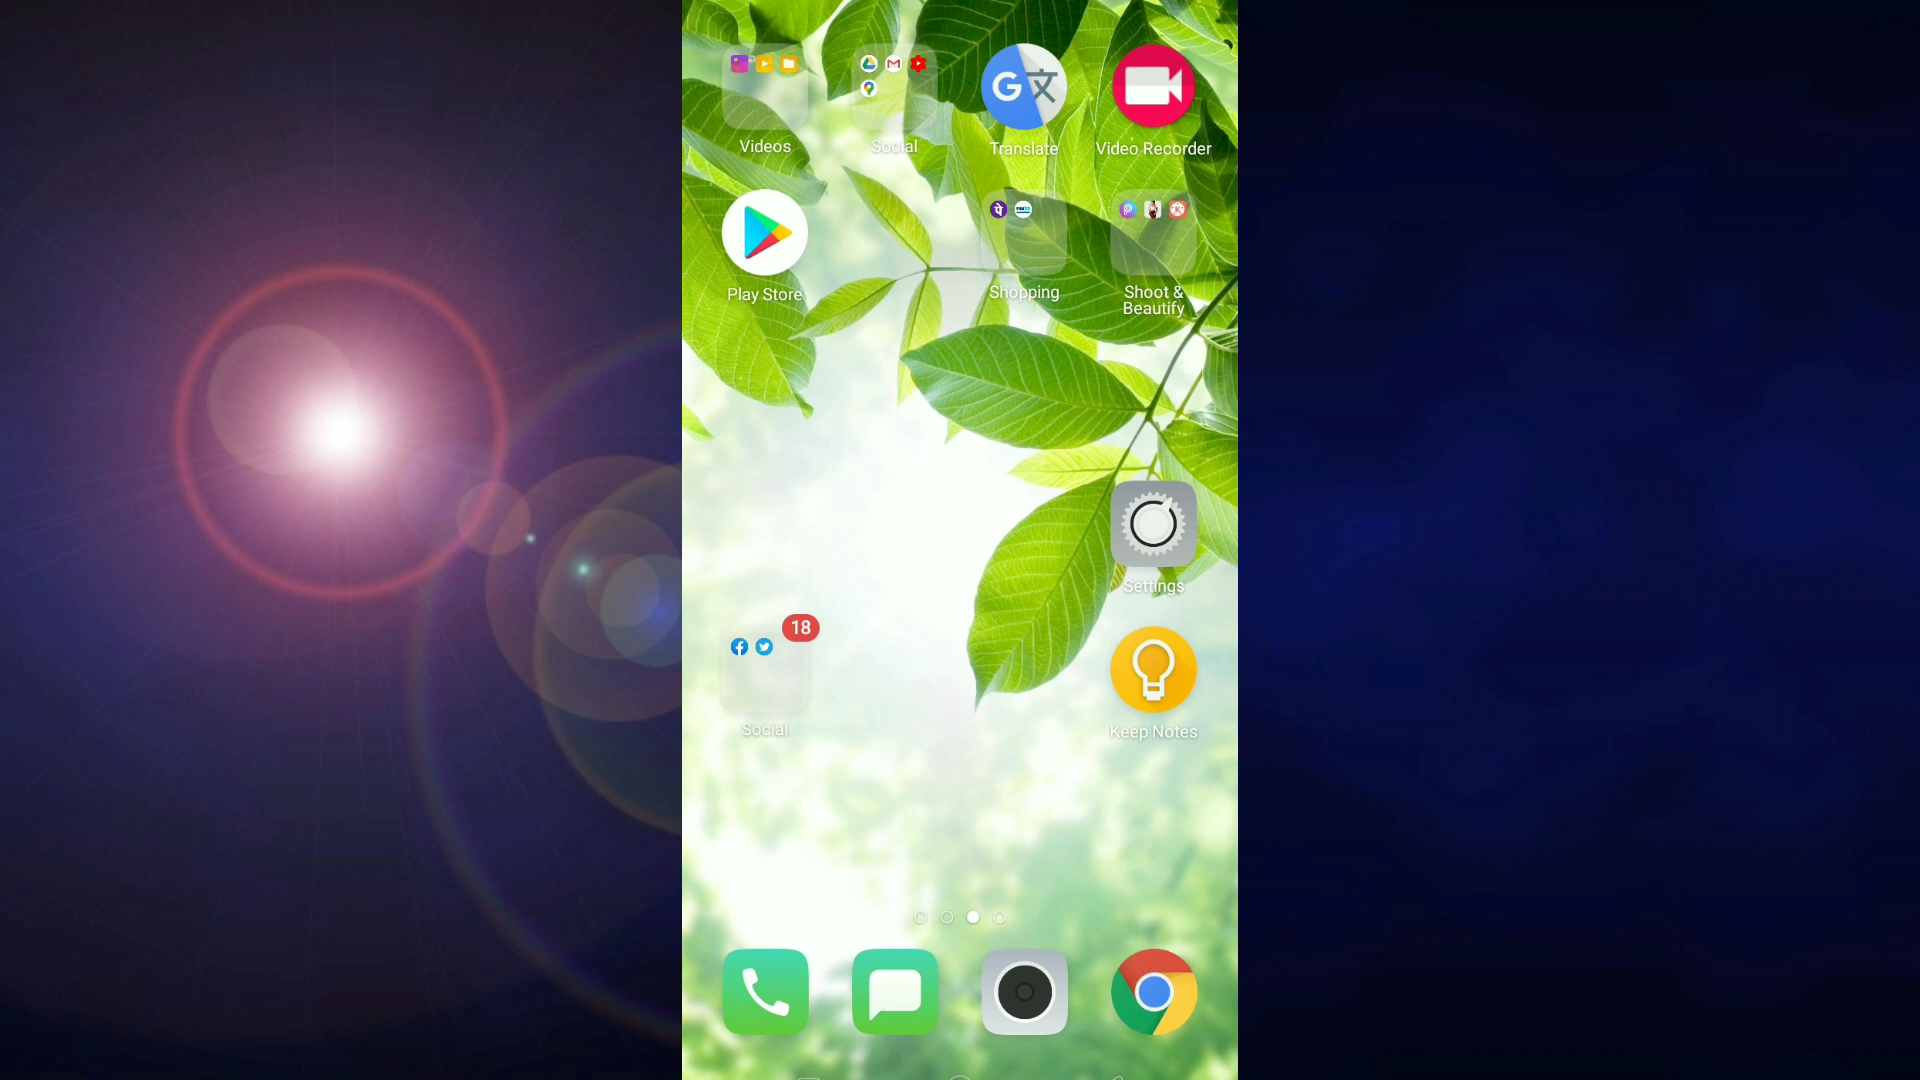 Videos
Social
Translate
Video Recorder
Play Store
Shopping
Shoot &
Beautify
Settings
18
Social
Keep Notes